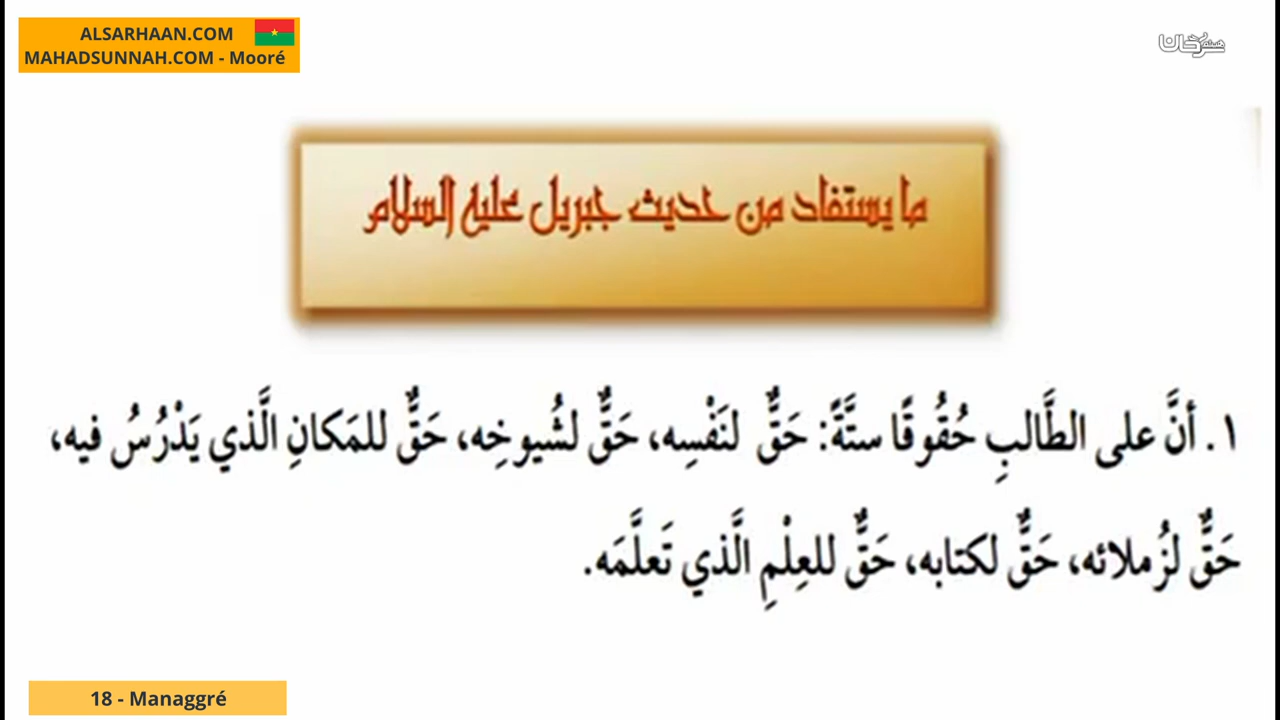 ALSARHAAN.COM
MAHADSUNNAH.COM - Mooré
ما يستفاد من حديث جبريل عليه السلام
١. أنَّ على الطَّالبِ حُقُوقًا ستَّةً: حَقٌّ لنَفْسِه، حَقٌّ لشُيوخِه، حَقٌّ للمَكانِ الَّذي يَدْرُسُ فيه،
حَقٌّ لزُملائه، حَقٌّ لكتابه، حَقٌّ للعِلْمِ الَّذي تَعلَّمَه.
18 - Managgré